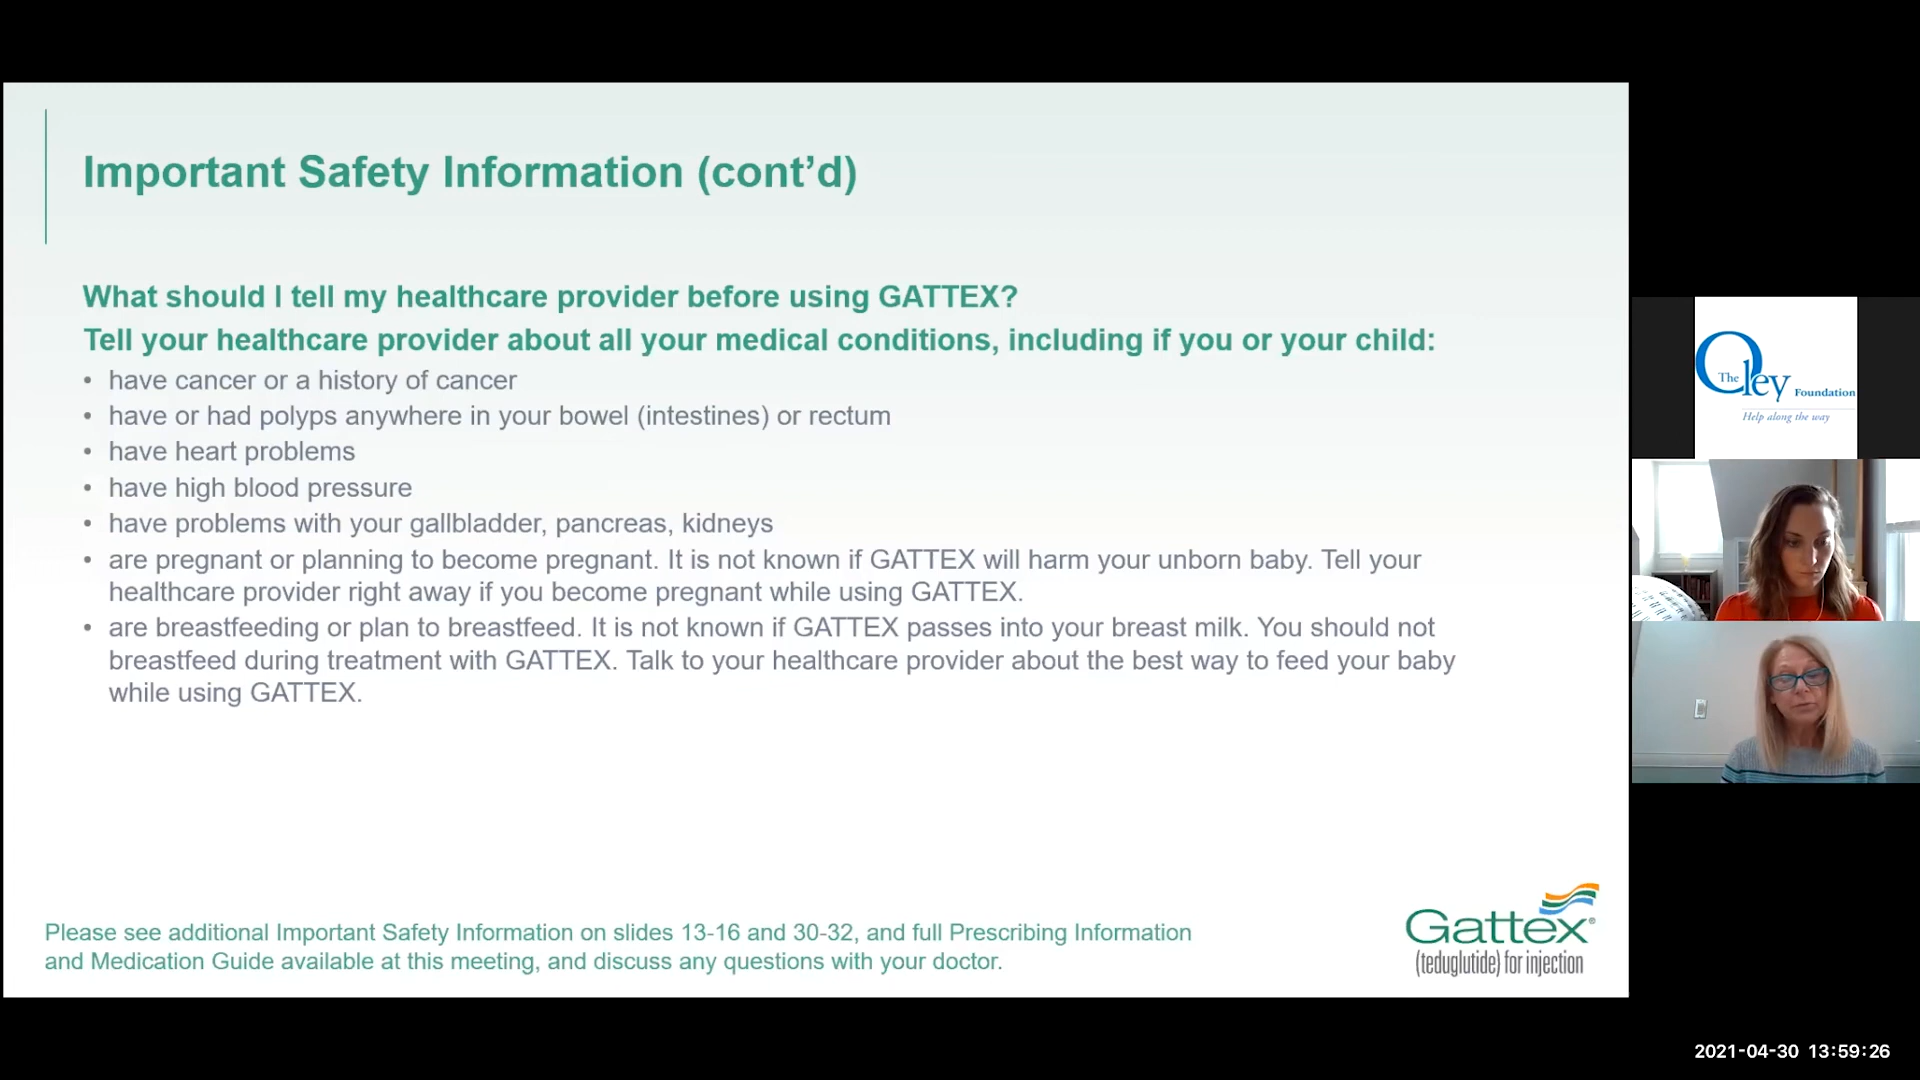 Important Safety Information (cont’d)
What should I tell my healthcare provider before using GATTEX?
Tell your healthcare provider about all your medical conditions, including if you or your child:
• have cancer or a history of cancer
• have or had polyps anywhere in your bowel (intestines) or rectum
• have heart problems
• have high blood pressure
• have problems with your gallbladder, pancreas, kidneys
• are pregnant or planning to become pregnant. It is not known if GATTEX will harm your unborn baby. Tell your
healthcare provider right away if you become pregnant while using GATTEX.
• are breastfeeding or plan to breastfeed. It is not known if GATTEX passes into your breast milk. You should not
breastfeed during treatment with GATTEX. Talk to your healthcare provider about the best way to feed your baby
while using GATTEX.
Please see additional Important Safety Information on slides 13-16 and 30-32, and full Prescribing Information
and Medication Guide available at this meeting, and discuss any questions with your doctor.
Gattex®
(teduglutide) for injection
The Oley Foundation
Help along the way
2021-04-30 13:59:26